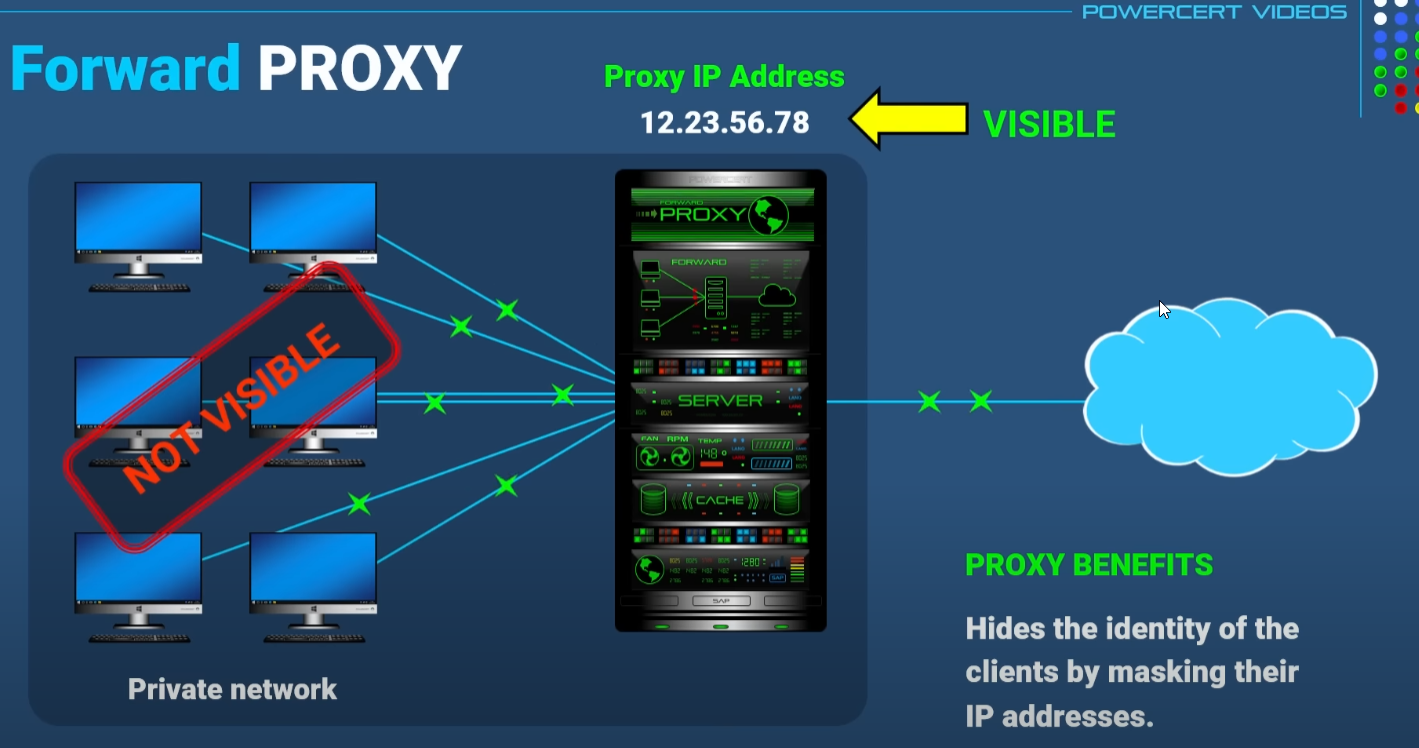 POWERCERT VIDEOS
Forward PROXY
Proxy IP Address
12.23.56.78
VISIBLE
POWERCERT
FORWARD
PROXY
FORWARD
SERVER
FAN RPM TEMP
148°
CACHE
1280
SAP
SAP
NOT VISIBLE
Private network
PROXY BENEFITS
Hides the identity of the
clients by masking their
IP addresses.